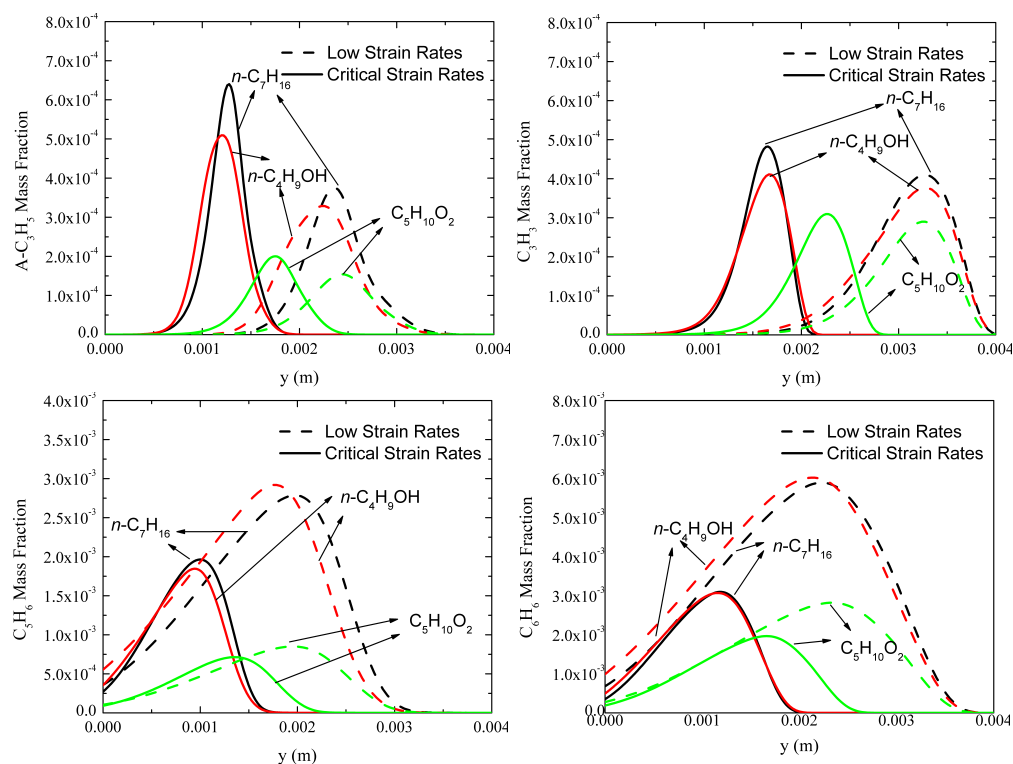 8.0x10⁻⁴
7.0x10⁻⁴
6.0x10⁻⁴
5.0x10⁻⁴
4.0x10⁻⁴
3.0x10⁻⁴
2.0x10⁻⁴
1.0x10⁻⁴
0.0
A-C₃H₅ Mass Fraction
Low Strain Rates
Critical Strain Rates
n-C₇H₁₆
n-C₄H₉OH
C₅H₁₀O₂
0.000 0.001 0.002 0.003 0.004
y (m)
8.0x10⁻⁴
7.0x10⁻⁴
6.0x10⁻⁴
5.0x10⁻⁴
4.0x10⁻⁴
3.0x10⁻⁴
2.0x10⁻⁴
1.0x10⁻⁴
0.0
C₃H₃ Mass Fraction
Low Strain Rates
Critical Strain Rates
n-C₇H₁₆
n-C₄H₉OH
C₅H₁₀O₂
0.000 0.001 0.002 0.003 0.004
y (m)
4.0x10⁻³
3.5x10⁻³
3.0x10⁻³
2.5x10⁻³
2.0x10⁻³
1.5x10⁻³
1.0x10⁻³
5.0x10⁻⁴
0.0
C₅H₆ Mass Fraction
Low Strain Rates
Critical Strain Rates
n-C₄H₉OH
n-C₇H₁₆
C₅H₁₀O₂
0.000 0.001 0.002 0.003 0.004
y (m)
8.0x10⁻³
7.0x10⁻³
6.0x10⁻³
5.0x10⁻³
4.0x10⁻³
3.0x10⁻³
2.0x10⁻³
1.0x10⁻³
0.0
C₆H₆ Mass Fraction
Low Strain Rates
Critical Strain Rates
n-C₄H₉OH
n-C₇H₁₆
C₅H₁₀O₂
0.000 0.001 0.002 0.003 0.004
y (m)